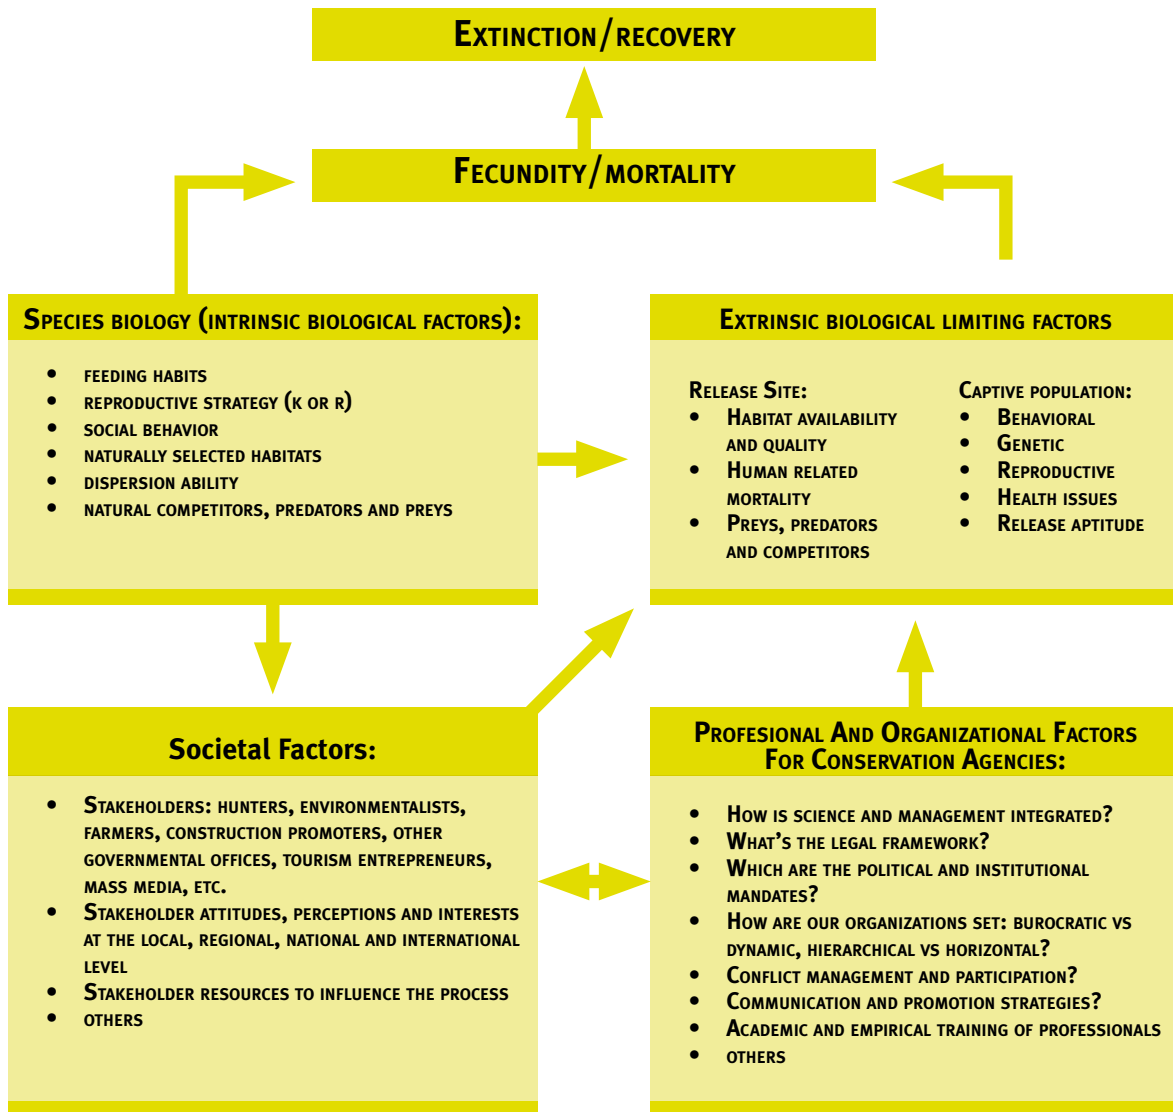 Extinction/recovery
Fecundity/mortality
Species biology (intrinsic biological factors):
• feeding habits
• reproductive strategy (k or r)
• social behavior
• naturally selected habitats
• dispersion ability
• natural competitors, predators and preys
Extrinsic biological limiting factors
Release Site:
• Habitat availability
and quality
• Human related
mortality
• Preys, predators
and competitors
Captive population:
• Behavioral
• Genetic
• Reproductive
• Health issues
• Release aptitude
Societal Factors:
• Stakeholders: hunters, environmentalists,
farmers, construction promoters, other
governmental offices, tourism entrepreneurs,
mass media, etc.
• Stakeholder attitudes, perceptions and interests
at the local, regional, national and international
level
• Stakeholder resources to influence the process
• others
Profesional And Organizational Factors
For Conservation Agencies:
• How is science and management integrated?
• What's the legal framework?
• Which are the political and institutional
mandates?
• How are our organizations set: burocratic vs
dynamic, hierarchical vs horizontal?
• Conflict management and participation?
• Communication and promotion strategies?
• Academic and empirical training of professionals
• others